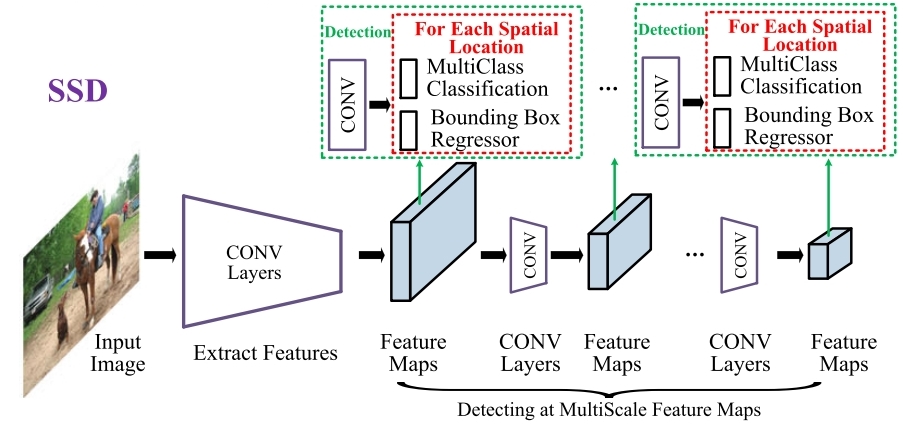 SSD
Detection
For Each Spatial
Location
CONV
MultiClass
Classification
Bounding Box
Regressor
...
Detection
For Each Spatial
Location
CONV
MultiClass
Classification
Bounding Box
Regressor
CONV
Layers
CONV
...
CONV
Input
Image
Extract Features
Feature
Maps
CONV
Layers
Feature
Maps
CONV
Layers
Feature
Maps
Detecting at MultiScale Feature Maps